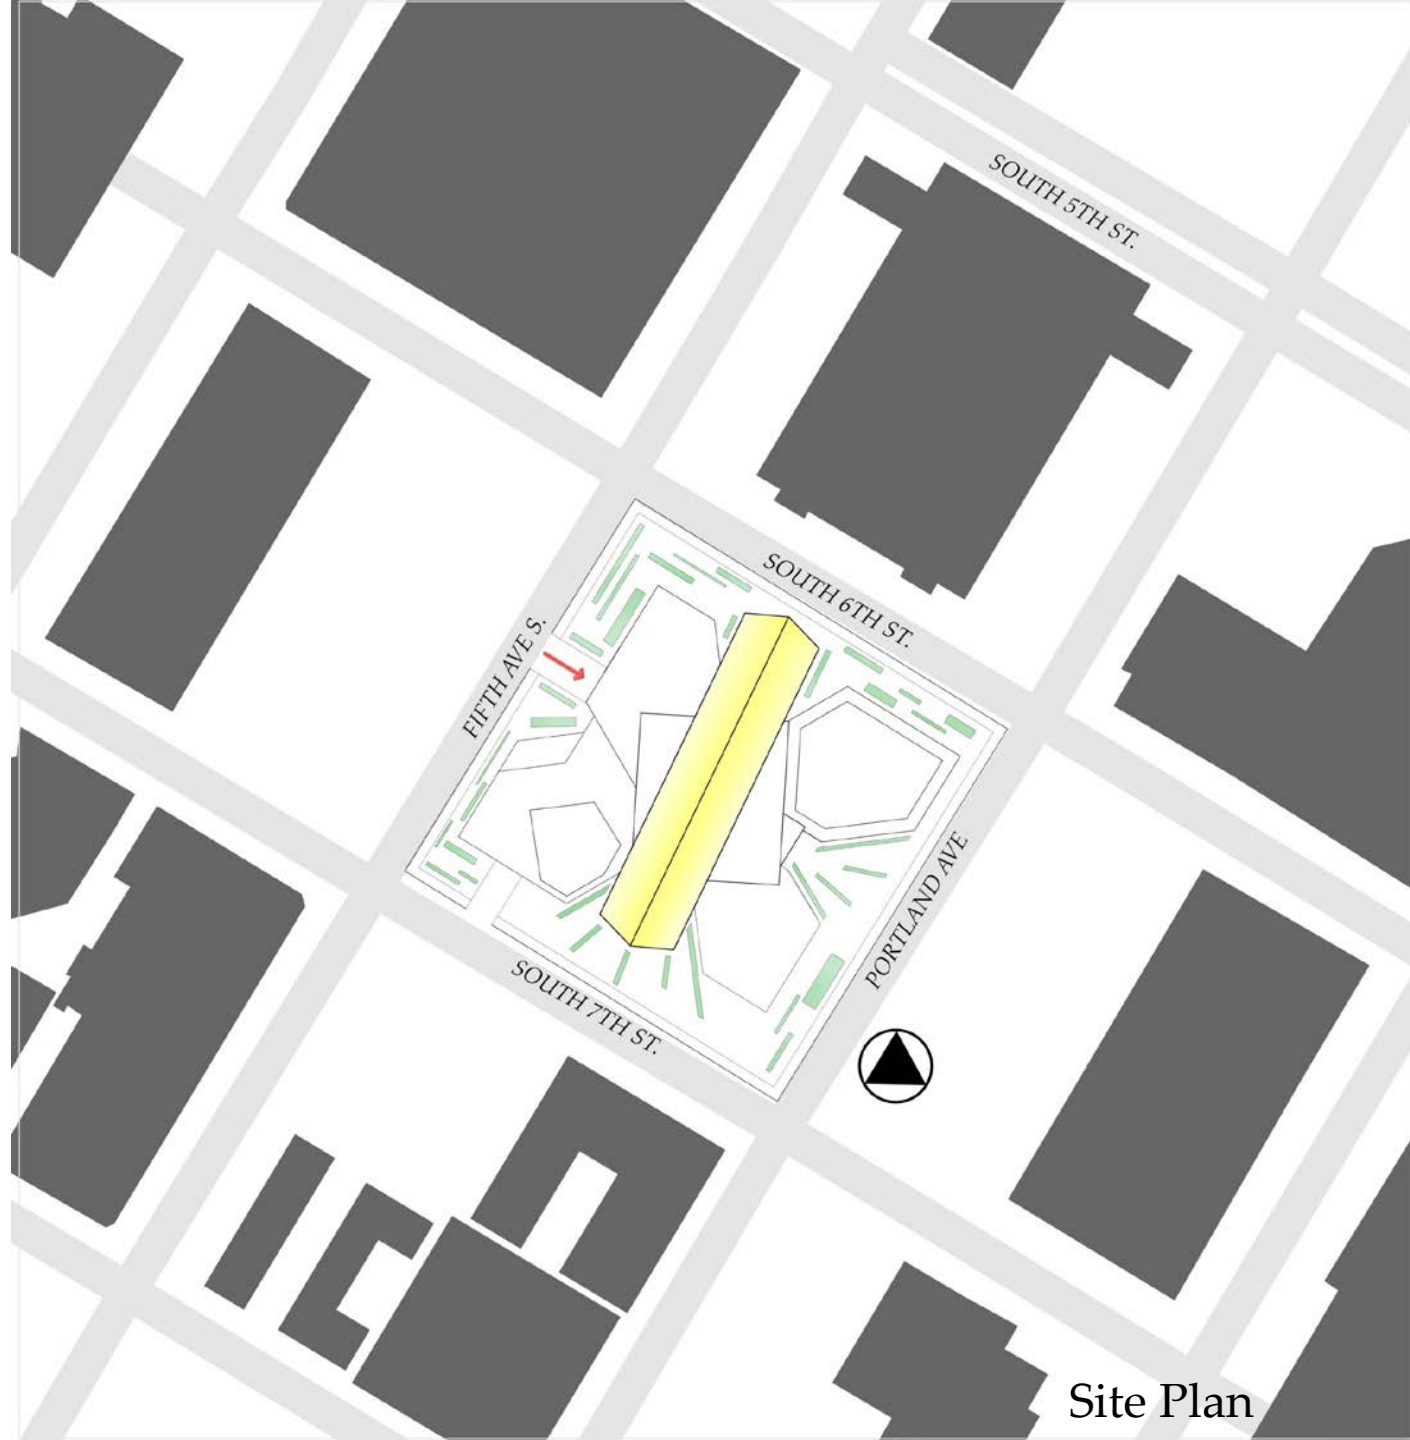 SOUTH 5TH ST.
SOUTH 6TH ST.
FIFTH AVE S.
PORTLAND AVE
SOUTH 7TH ST.
Site Plan